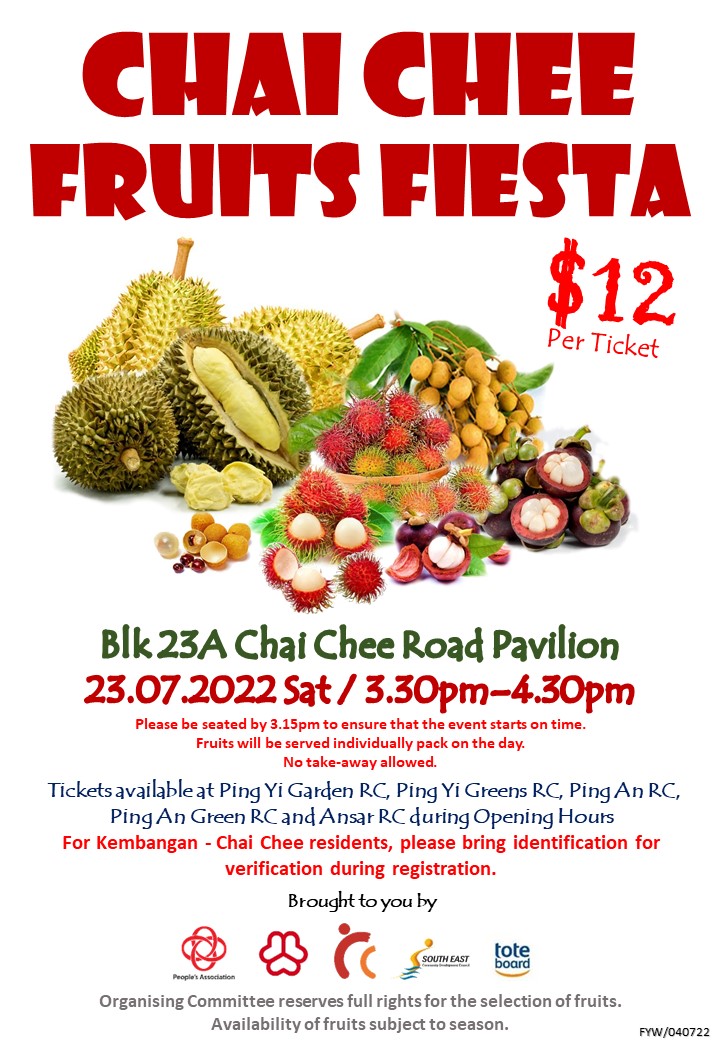 CHAI CHEE
FRUITS FIESTA
$12
Per Ticket
Blk 23A Chai Chee Road Pavilion
23.07.2022 Sat / 3.30pm–4.30pm
Please be seated by 3.15pm to ensure that the event starts on time.
Fruits will be served individually pack on the day.
No take-away allowed.
Tickets available at Ping Yi Garden RC, Ping Yi Greens RC, Ping An RC,
Ping An Green RC and Ansar RC during Opening Hours
For Kembangan - Chai Chee residents, please bring identification for
verification during registration.
Brought to you by
People's Association
SOUTH EAST
Community Development Council
tote
board
Organising Committee reserves full rights for the selection of fruits.
Availability of fruits subject to season.
FYW/040722